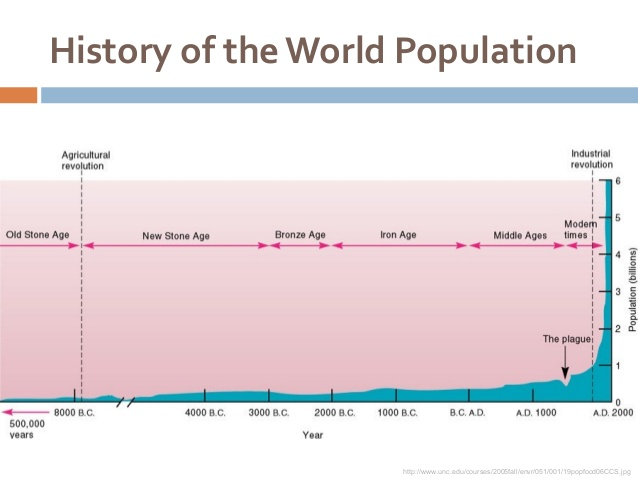 History of the World Population
Agricultural
revolution
Industrial
revolution
6
5
4
3
2
1
0
Population (billions)
Old Stone Age
New Stone Age
Bronze Age
Iron Age
Middle Ages
Modern
times
The plague
8000 B.C.
4000 B.C.
3000 B.C.
2000 B.C.
1000 B.C.
B.C. A.D.
A.D. 1000
A.D. 2000
500,000
years
Year
http://www.unc.edu/courses/2005fall/envr/051/001/19popfood06CCS.jpg